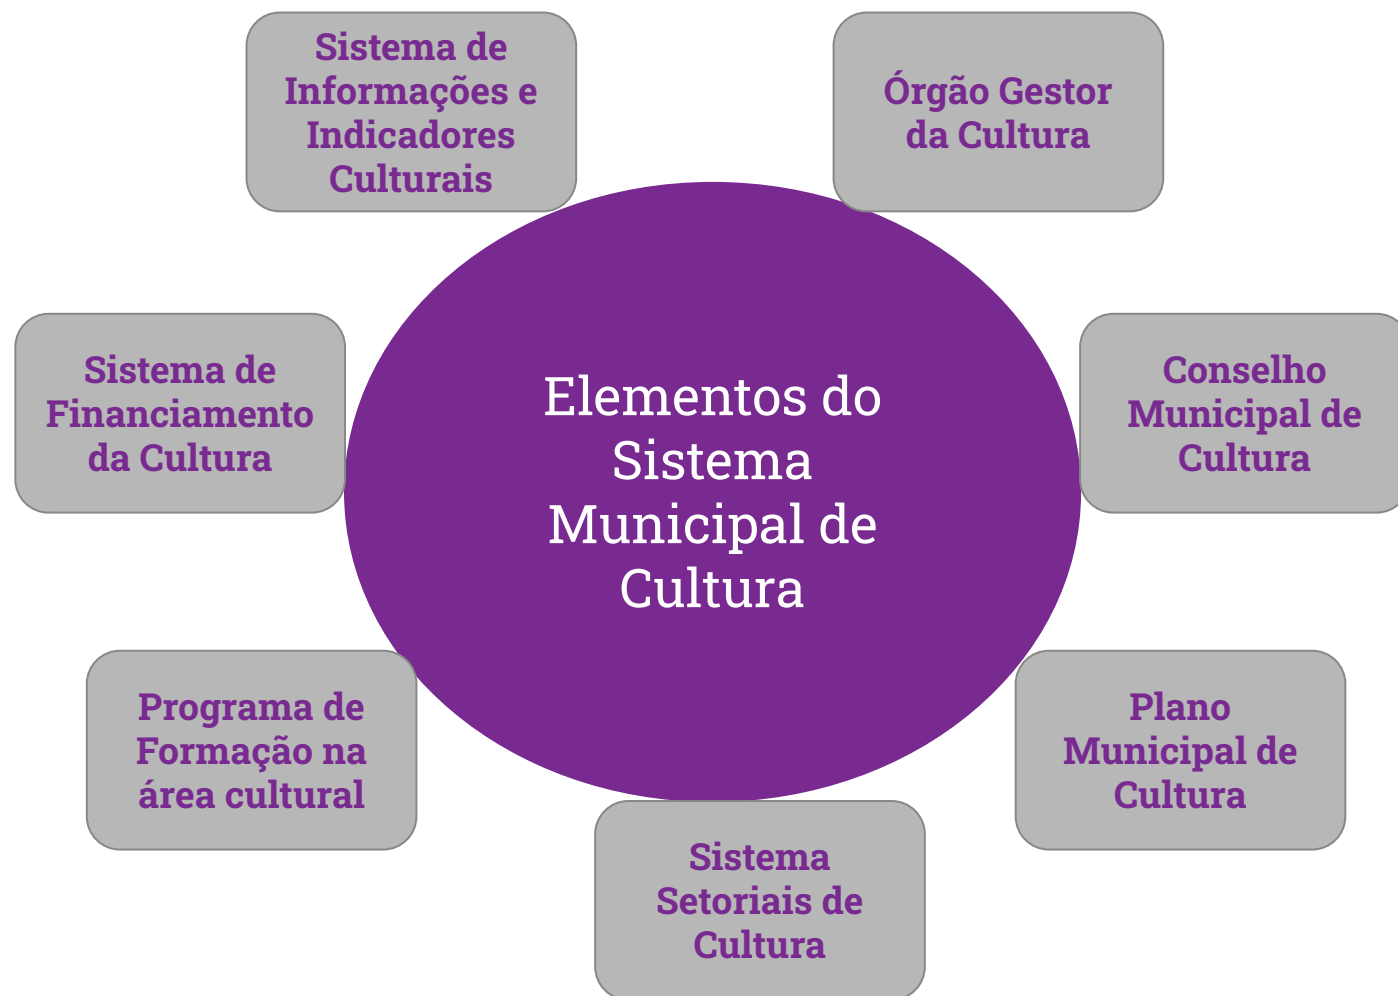 Sistema de
Informações e
Indicadores
Culturais
Órgão Gestor
da Cultura
Sistema de
Financiamento
da Cultura
Elementos do
Sistema
Municipal de
Cultura
Conselho
Municipal de
Cultura
Programa de
Formação na
área cultural
Plano
Municipal de
Cultura
Sistema
Setoriais de
Cultura